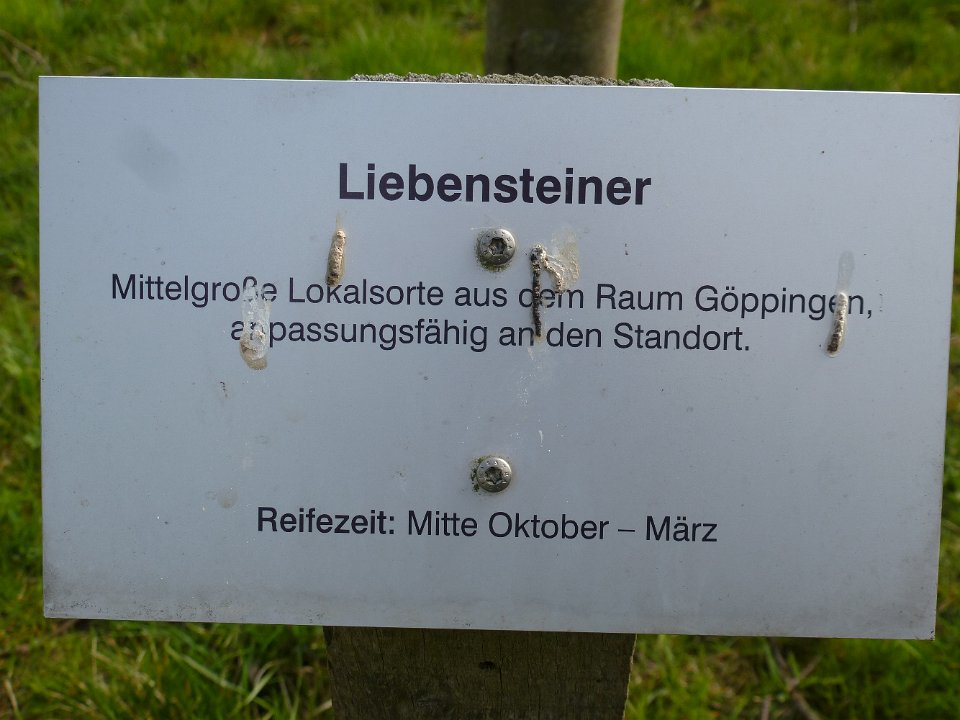 Liebensteiner
Mittelgroße Lokalsorte aus dem Raum Göppingen,
anpassungsfähig an den Standort.
Reifezeit: Mitte Oktober – März